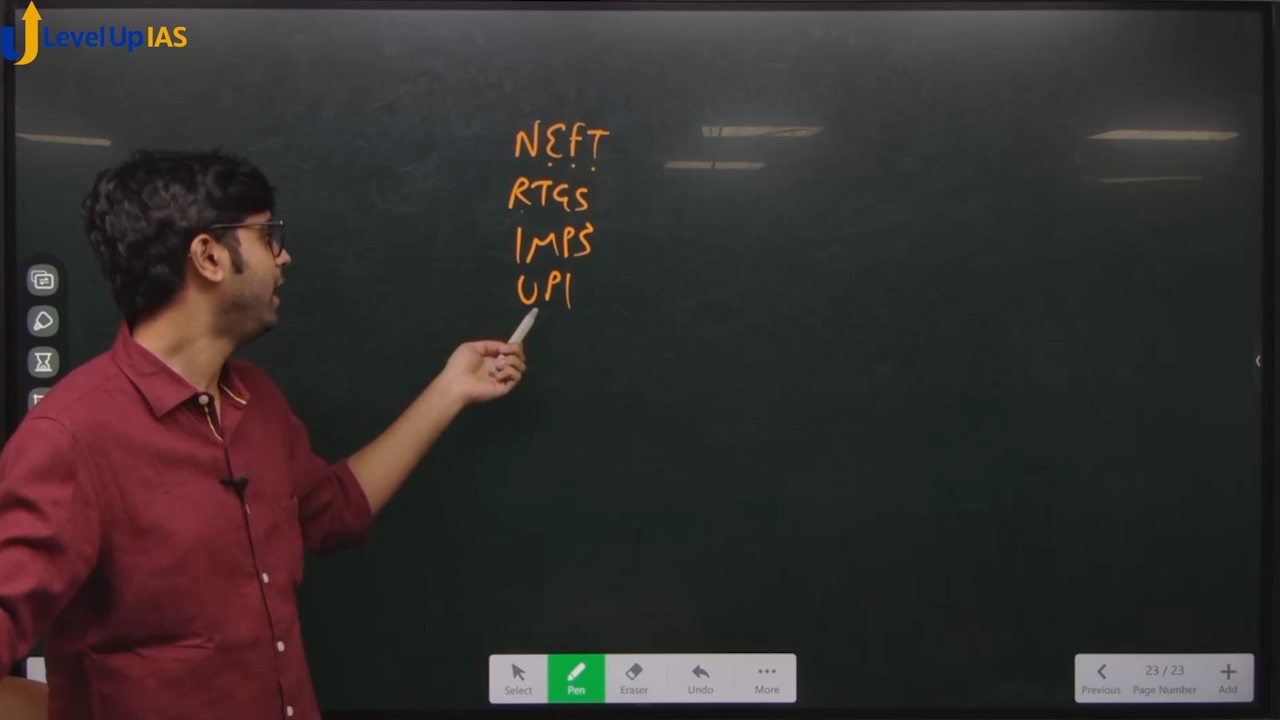 Level Up IAS
NEFT
RTGS
IMPS
UPI
Select
Pen
Eraser
Undo
More
Previous
23 / 23
Page Number
Add